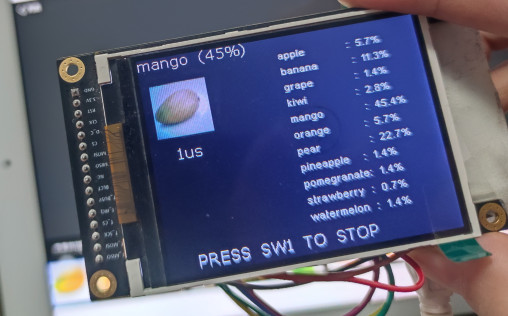 mango (45%)
1us
apple : 5.7%
banana : 11.3%
grape : 1.4%
kiwi : 2.8%
mango : 45.4%
orange : 5.7%
pear : 22.7%
pineapple : 1.4%
pomegranate: 1.4%
strawberry : 0.7%
watermelon : 1.4%
PRESS SW1 TO STOP